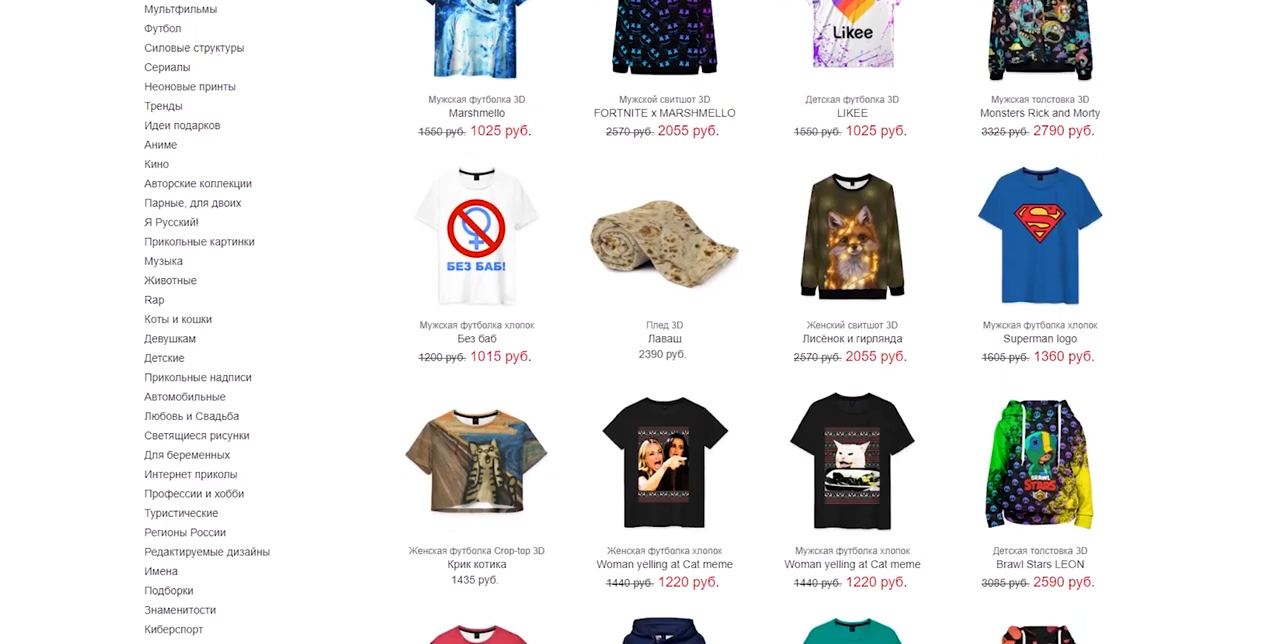 Мультфильмы
Футбол
Силовые структуры
Сериалы
Неоновые принты
Тренды
Идеи подарков
Аниме
Кино
Авторские коллекции
Парные, для двоих
Я Русский!
Прикольные картинки
Музыка
Животные
Rap
Коты и кошки
Девушкам
Детские
Прикольные надписи
Автомобильные
Любовь и Свадьба
Светящиеся рисунки
Для беременных
Интернет приколы
Профессии и хобби
Туристические
Регионы России
Редактируемые дизайны
Имена
Подборки
Знаменитости
Киберспорт
Likee
Мужская футболка 3D
Marshmello
1550 руб. 1025 руб.
Мужской свитшот 3D
FORTNITE x MARSHMELLO
2570 руб. 2055 руб.
Детская футболка 3D
LIKEE
1550 руб. 1025 руб.
Мужская толстовка 3D
Monsters Rick and Morty
3325 руб. 2790 руб.
БЕЗ БАБ!
Мужская футболка хлопок
Без баб
1200 руб. 1015 руб.
Плед 3D
Лаваш
2390 руб.
Женский свитшот 3D
Лисёнок и гирлянда
2570 руб. 2055 руб.
S
Мужская футболка хлопок
Superman logo
1605 руб. 1360 руб.
Женская футболка Crop-top 3D
Крик котика
1435 руб.
Женская футболка хлопок
Woman yelling at Cat meme
1440 руб. 1220 руб.
Мужская футболка хлопок
Woman yelling at Cat meme
1440 руб. 1220 руб.
BRAWL
STARS
Детская толстовка 3D
Brawl Stars LEON
3085 руб. 2590 руб.